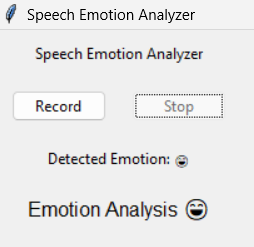 Speech Emotion Analyzer
Speech Emotion Analyzer
Record Stop
Detected Emotion: 😄
Emotion Analysis 😄